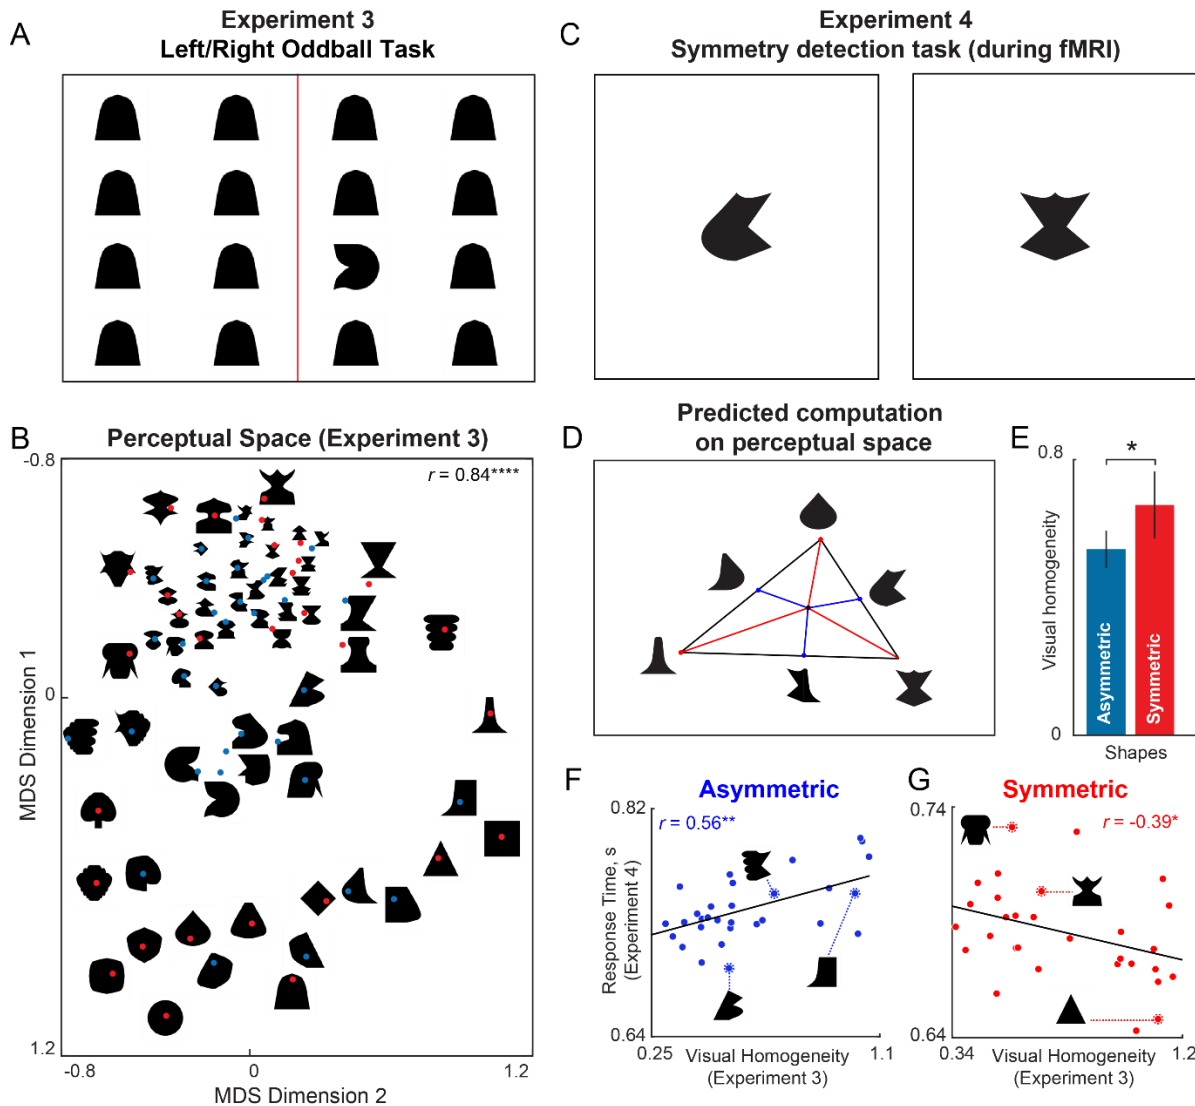 A
Experiment 3
Left/Right Oddball Task
C
Experiment 4
Symmetry detection task (during fMRI)
B
Perceptual Space (Experiment 3)
r = 0.84****
-0.8
0
1.2
MDS Dimension 1
-0.8
0
1.2
MDS Dimension 2
D
Predicted computation
on perceptual space
E
*
0.8
0
Visual homogeneity
Asymmetric
Symmetric
Shapes
F
Asymmetric
0.82
0.64
r = 0.56**
Response Time, s
(Experiment 4)
0.25
1.1
Visual Homogeneity
(Experiment 3)
G
Symmetric
0.74
0.64
r = -0.39*
0.34
1.2
Visual Homogeneity
(Experiment 3)